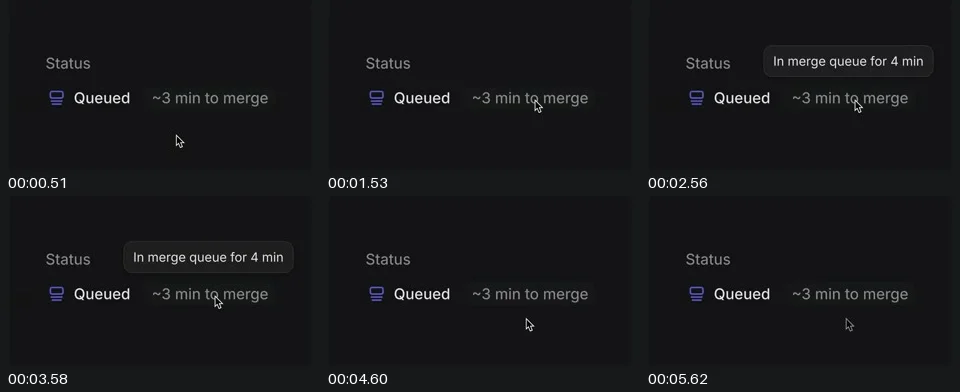 Status
Queued ~3 min to merge
00:00.51
Status
Queued ~3 min to merge
00:01.53
In merge queue for 4 min
Status
Queued ~3 min to merge
00:02.56
In merge queue for 4 min
Status
Queued ~3 min to merge
00:03.58
Status
Queued ~3 min to merge
00:04.60
Status
Queued ~3 min to merge
00:05.62